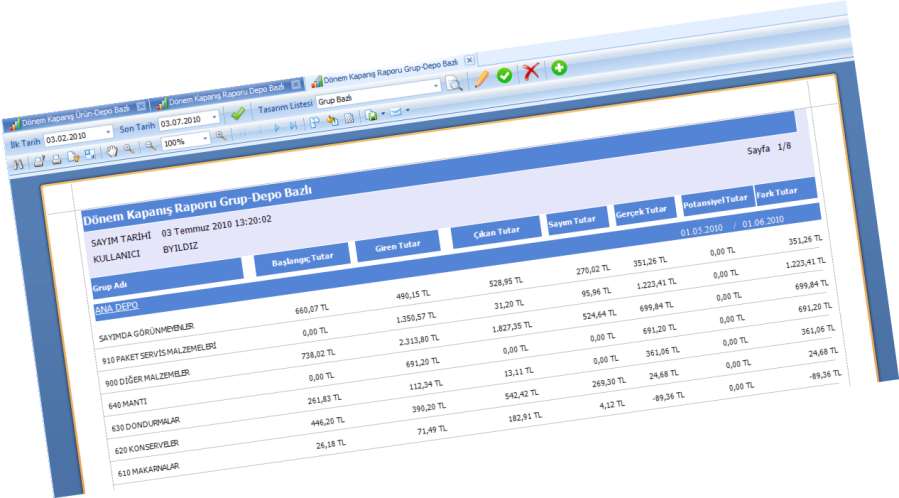 Dönem Kapanış Ürün-Depo Bazlı Dönem Kapanış Raporu Depo Bazlı Dönem Kapanış Raporu Grup-Depo Bazlı
İlk Tarih 03.02.2010 Son Tarih 03.07.2010 Tasarım Listesi Grup Bazlı
100%
Sayfa 1/8
Dönem Kapanış Raporu Grup-Depo Bazlı
SAYIM TARİHİ 03 Temmuz 2010 13:20:02
KULLANICI BYILDIZ
Grup Adı Başlangıç Tutar Giren Tutar Çıkan Tutar Sayım Tutar Gerçek Tutar Potansiyel Tutar Fark Tutar
ANA DEPO 01.05.2010 / 01.06.2010
SAYIMDA GÖRÜNMEYENLER 660,07 TL 490,15 TL 528,95 TL 270,02 TL 351,26 TL 0,00 TL 351,26 TL
910 PAKET SERVİS MALZEMELERİ 0,00 TL 1.350,57 TL 31,20 TL 95,96 TL 1.223,41 TL 0,00 TL 1.223,41 TL
900 DİĞER MALZEMELER 738,02 TL 2.313,80 TL 1.827,35 TL 524,64 TL 699,84 TL 0,00 TL 699,84 TL
640 MANTI 0,00 TL 691,20 TL 0,00 TL 0,00 TL 691,20 TL 0,00 TL 691,20 TL
630 DONDURMALAR 261,83 TL 112,34 TL 13,11 TL 0,00 TL 361,06 TL 0,00 TL 361,06 TL
620 KONSERVELER 446,20 TL 390,20 TL 542,42 TL 269,30 TL 24,68 TL 0,00 TL 24,68 TL
610 MAKARNALAR 26,18 TL 71,49 TL 182,91 TL 4,12 TL -89,36 TL 0,00 TL -89,36 TL